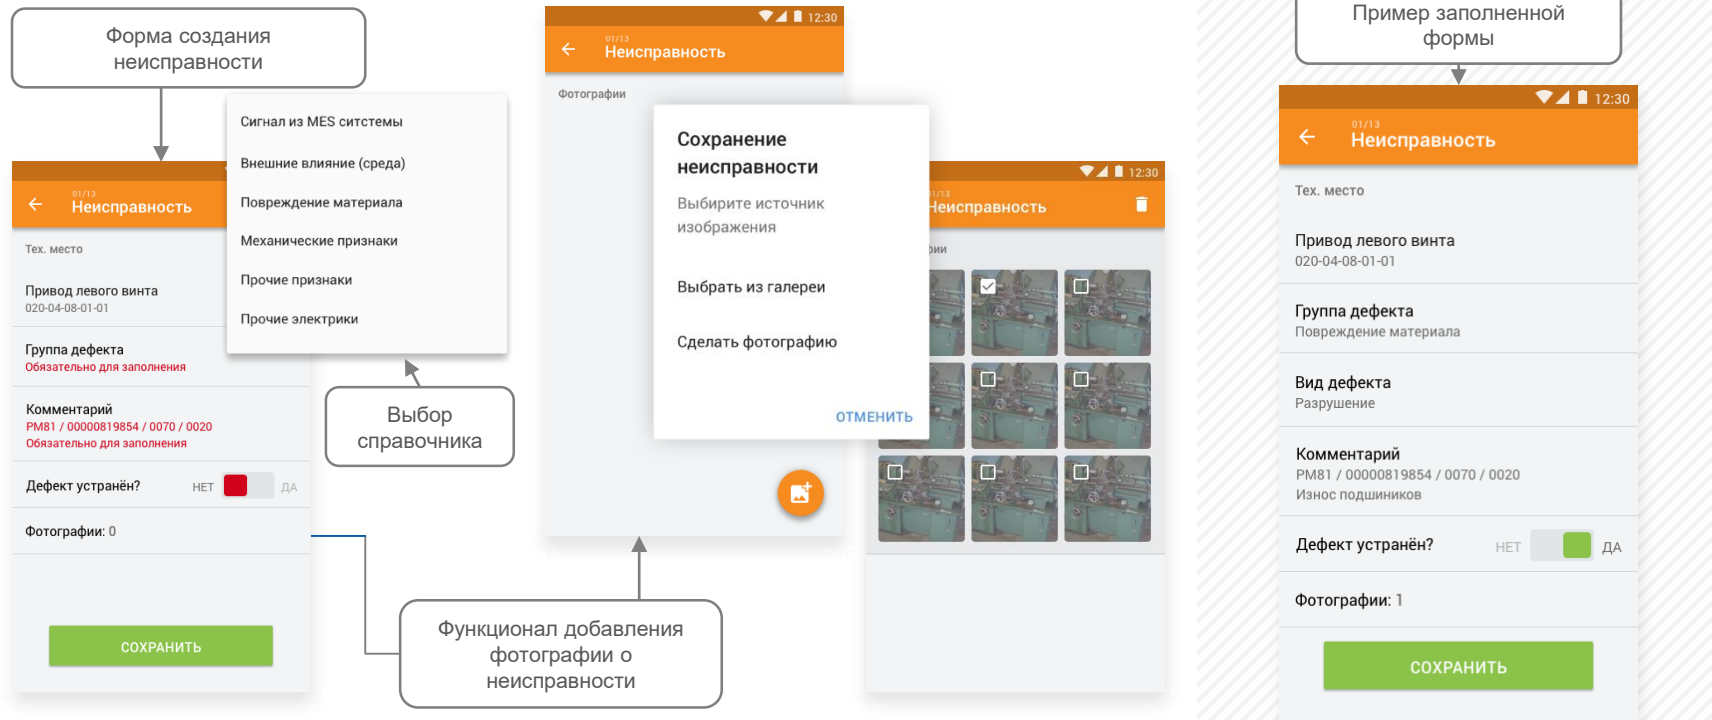 Форма создания
неисправности
Сигнал из MES ситстемы
Внешние влияние (среда)
Повреждение материала
Механические признаки
Прочие признаки
Прочие электрики
01/13
Неисправность
Тех. место
Привод левого винта
020-04-08-01-01
Группа дефекта
Обязательно для заполнения
Комментарий
PM81 / 00000819854 / 0070 / 0020
Обязательно для заполнения
Дефект устранён?
НЕТ
ДА
Фотографии: 0
СОХРАНИТЬ
Выбор
справочника
12:30
01/13
Неисправность
Фотографии
Сохранение
неисправности
Выбирите источник
изображения
Выбрать из галереи
Сделать фотографию
ОТМЕНИТЬ
Функционал добавления
фотографии о
неисправности
12:30
1/13
Неисправность
фии
Пример заполненной
формы
12:30
01/13
Неисправность
Тех. место
Привод левого винта
020-04-08-01-01
Группа дефекта
Повреждение материала
Вид дефекта
Разрушение
Комментарий
PM81 / 00000819854 / 0070 / 0020
Износ подшиников
Дефект устранён?
НЕТ
ДА
Фотографии: 1
СОХРАНИТЬ